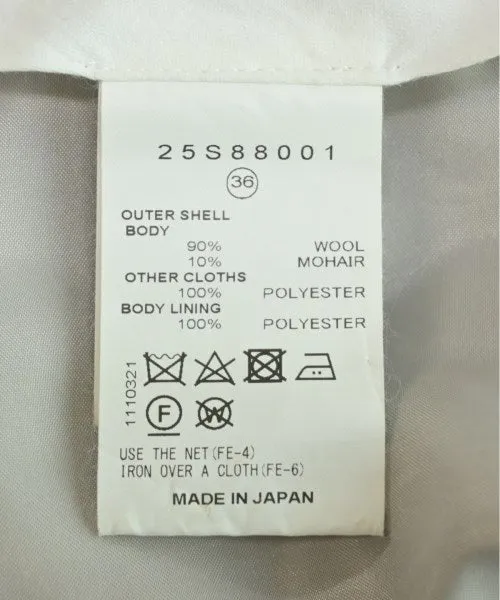 25S88001
36
OUTER SHELL
BODY
90% WOOL
10% MOHAIR
OTHER CLOTHS
100% POLYESTER
BODY LINING
100% POLYESTER
1110321
F
W
USE THE NET(FE-4)
IRON OVER A CLOTH(FE-6)
MADE IN JAPAN